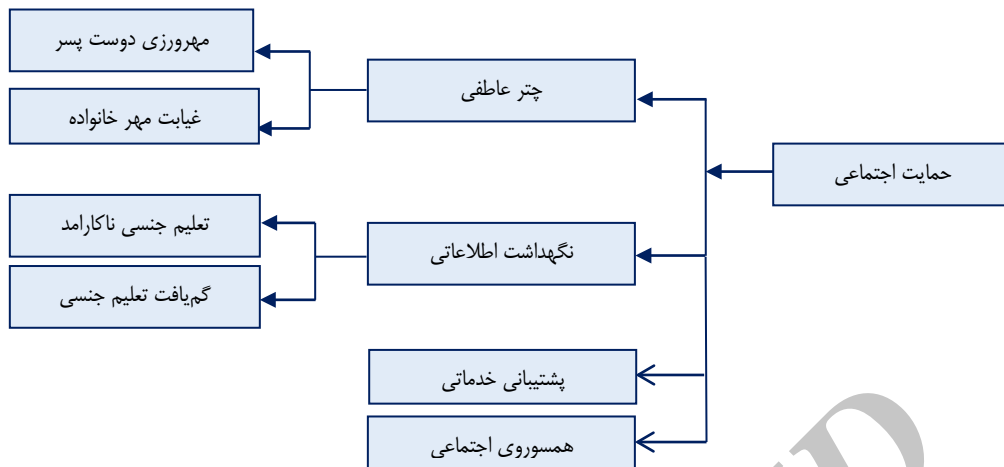 حمایت اجتماعی
چتر عاطفی
مهرورزی دوست پسر
غیابت مهر خانواده
نگهداشت اطلاعاتی
تعلیم جنسی ناکارامد
گم‌یافت تعلیم جنسی
پشتیبانی خدماتی
همسوروی اجتماعی